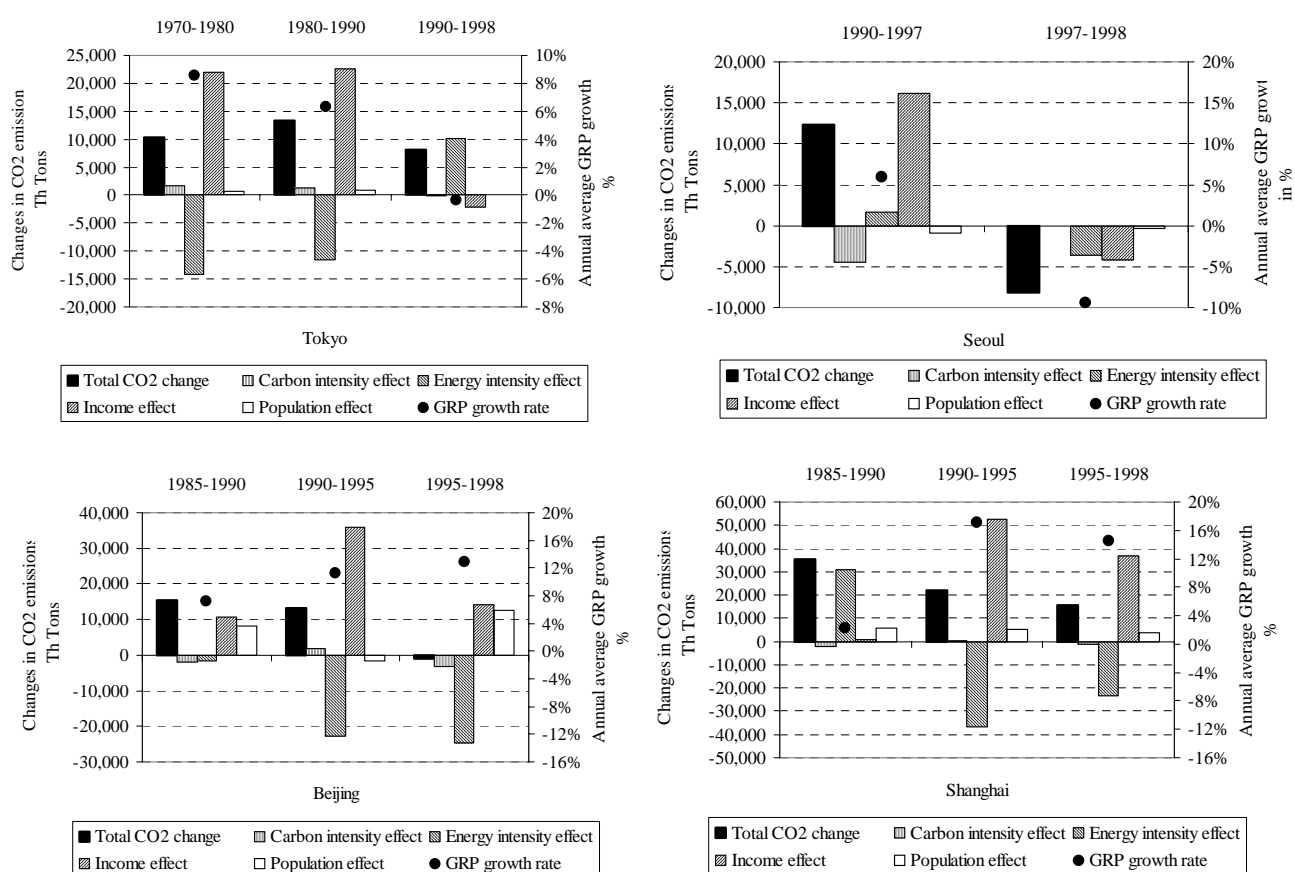 1970-1980 1980-1990 1990-1998
Changes in CO2 emission
Th Tons
25,000
20,000
15,000
10,000
5,000
0
-5,000
-10,000
-15,000
-20,000
10%
8%
6%
4%
2%
0%
-2%
-4%
-6%
-8%
Annual average GRP growth
%
Tokyo
Total CO2 change Carbon intensity effect Energy intensity effect
Income effect Population effect GRP growth rate
1990-1997 1997-1998
Changes in CO2 emissions
Th Tons
20,000
15,000
10,000
5,000
0
-5,000
-10,000
20%
15%
10%
5%
0%
-5%
-10%
Annual average GRP growth
in %
Seoul
Total CO2 change Carbon intensity effect Energy intensity effect
Income effect Population effect GRP growth rate
1985-1990 1990-1995 1995-1998
Changes in CO2 emissions
Th Tons
40,000
30,000
20,000
10,000
0
-10,000
-20,000
-30,000
20%
16%
12%
8%
4%
0%
-4%
-8%
-12%
-16%
Annual average GRP growth
%
Beijing
Total CO2 change Carbon intensity effect Energy intensity effect
Income effect Population effect GRP growth rate
1985-1990 1990-1995 1995-1998
Changes in CO2 emissions
Th Tons
60,000
50,000
40,000
30,000
20,000
10,000
0
-10,000
-20,000
-30,000
-40,000
-50,000
20%
16%
12%
8%
4%
0%
-4%
-8%
-12%
-16%
Annual average GRP growth
%
Shanghai
Total CO2 change Carbon intensity effect Energy intensity effect
Income effect Population effect GRP growth rate